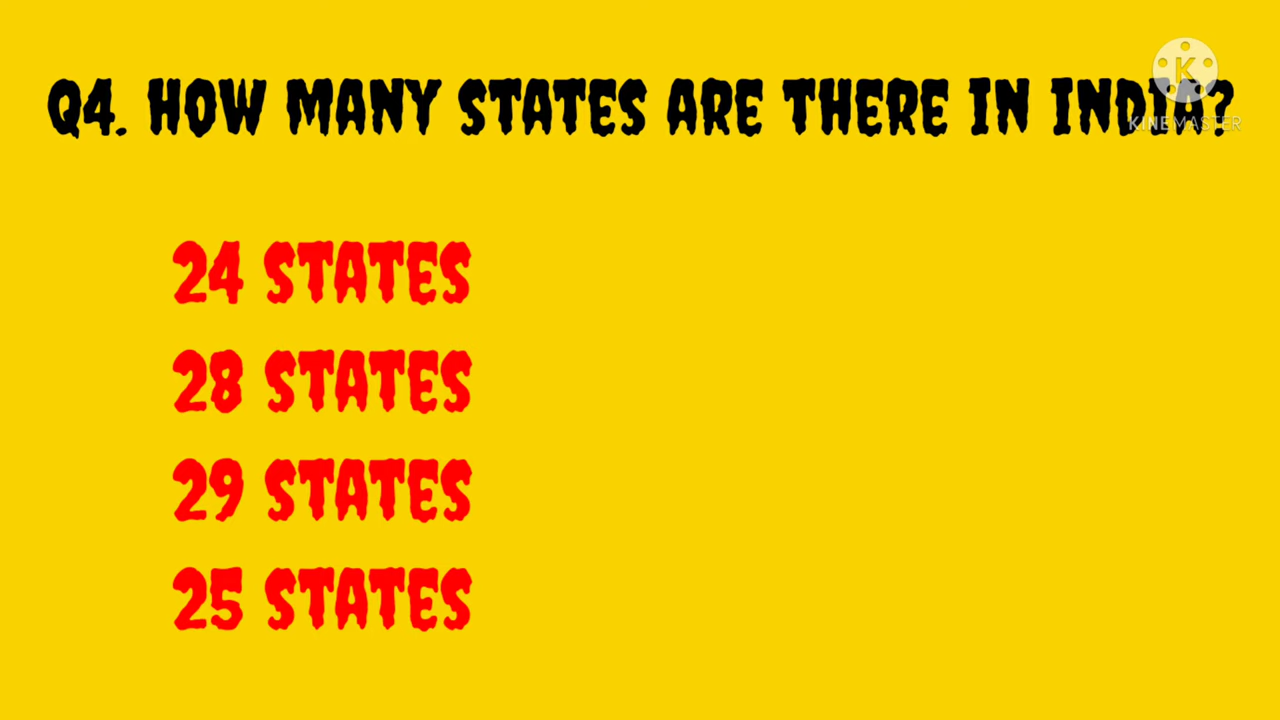 Q4. HOW MANY STATES ARE THERE IN INDIA?
K
KINEMASTER
24 STATES
28 STATES
29 STATES
25 STATES